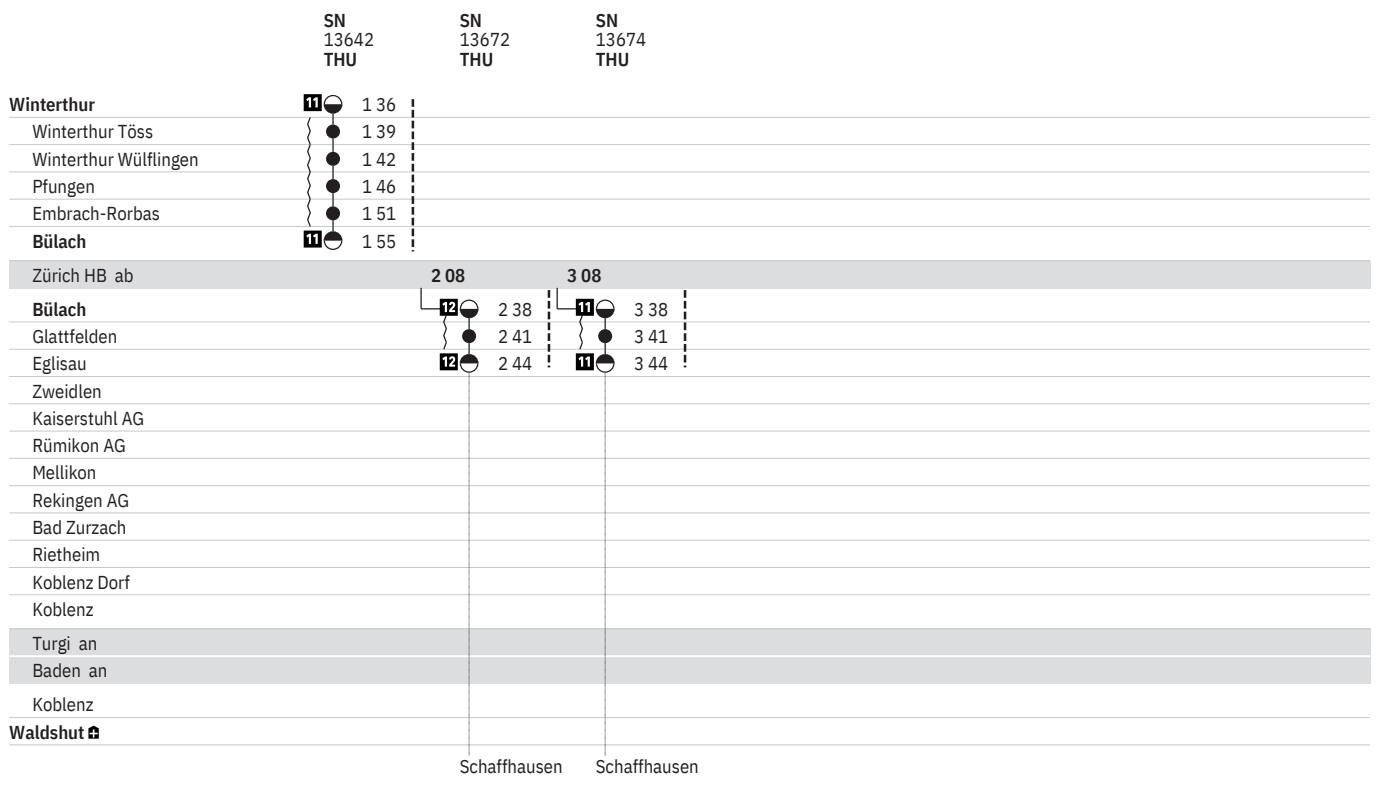 SN SN SN
13642 13672 13674
THU THU THU
Winterthur 11 1 36
Winterthur Töss 1 39
Winterthur Wülflingen 1 42
Pfungen 1 46
Embrach-Rorbas 1 51
Bülach 11 1 55
Zürich HB ab 2 08 3 08
Bülach 12 2 38 11 3 38
Glattfelden 2 41 3 41
Eglisau 12 2 44 11 3 44
Zweidlen
Kaiserstuhl AG
Rümikon AG
Mellikon
Rekingen AG
Bad Zurzach
Rietheim
Koblenz Dorf
Koblenz
Turgi an
Baden an
Koblenz
Waldshut
Schaffhausen Schaffhausen